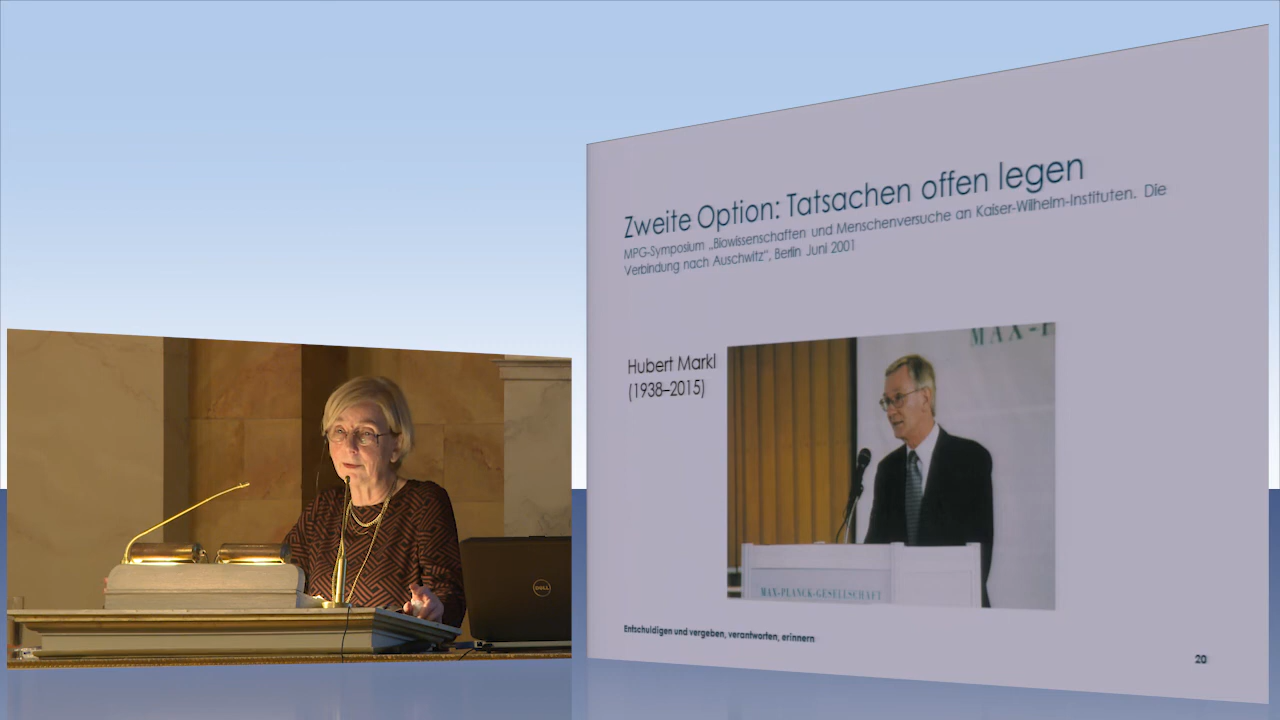 Zweite Option: Tatsachen offen legen
MPG-Symposium „Biowissenschaften und Menschenversuche an Kaiser-Wilhelm-Instituten. Die
Verbindung nach Auschwitz“, Berlin Juni 2001
Hubert Markl
(1938–2015)
MAX-P
MAX-PLANCK-GESELLSCHAFT
DELL
Entschuldigen und vergeben, verantworten, erinnern
20